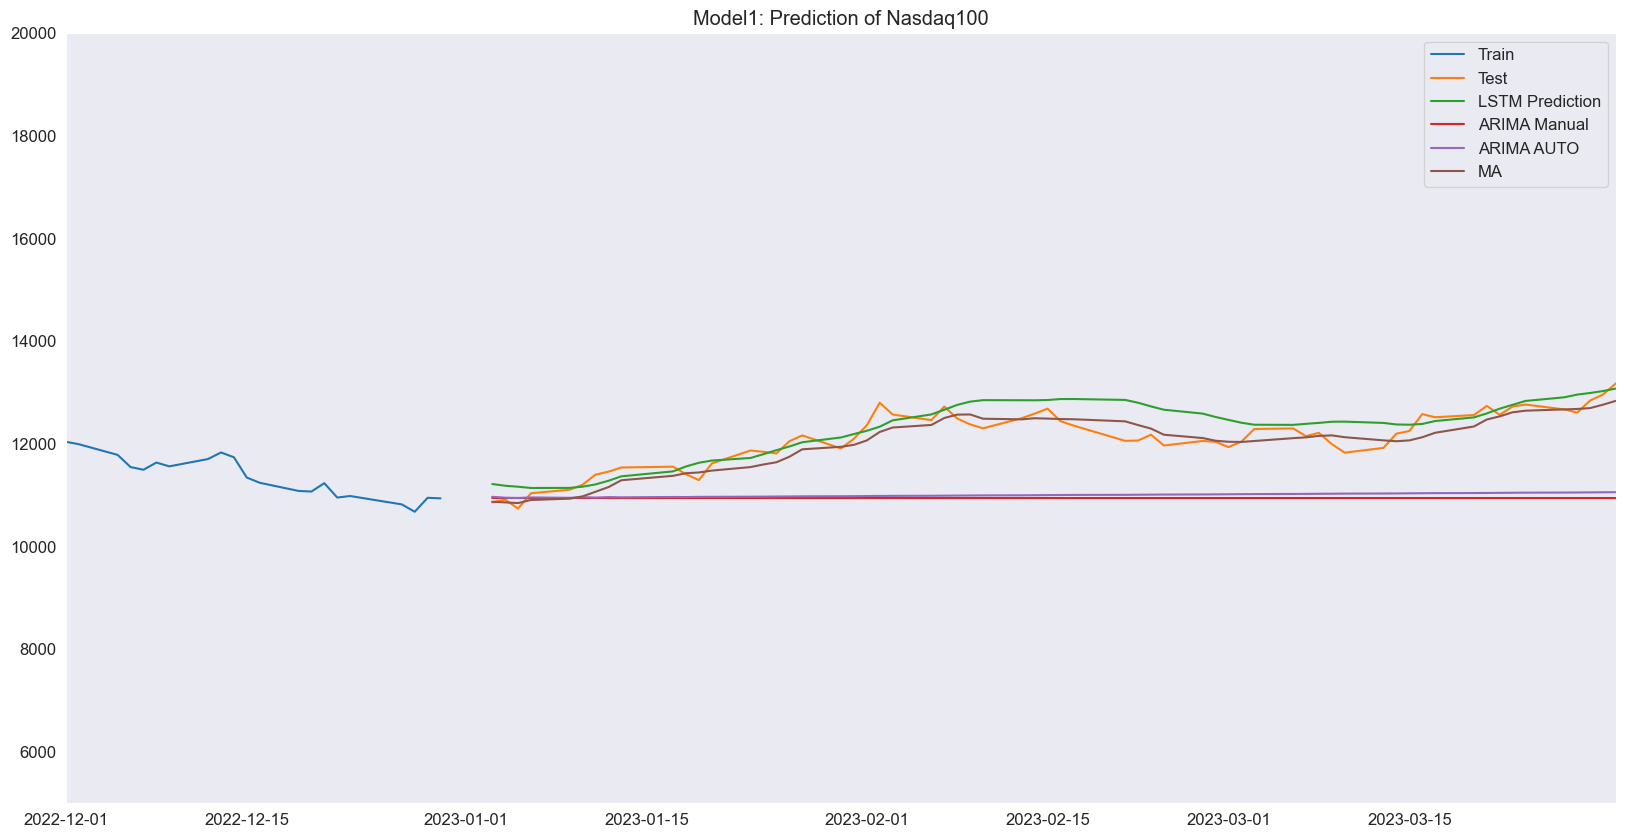 Model1: Prediction of Nasdaq100
20000
18000
16000
14000
12000
10000
8000
6000
Train
Test
LSTM Prediction
ARIMA Manual
ARIMA AUTO
MA
2022-12-01 2022-12-15 2023-01-01 2023-01-15 2023-02-01 2023-02-15 2023-03-01 2023-03-15